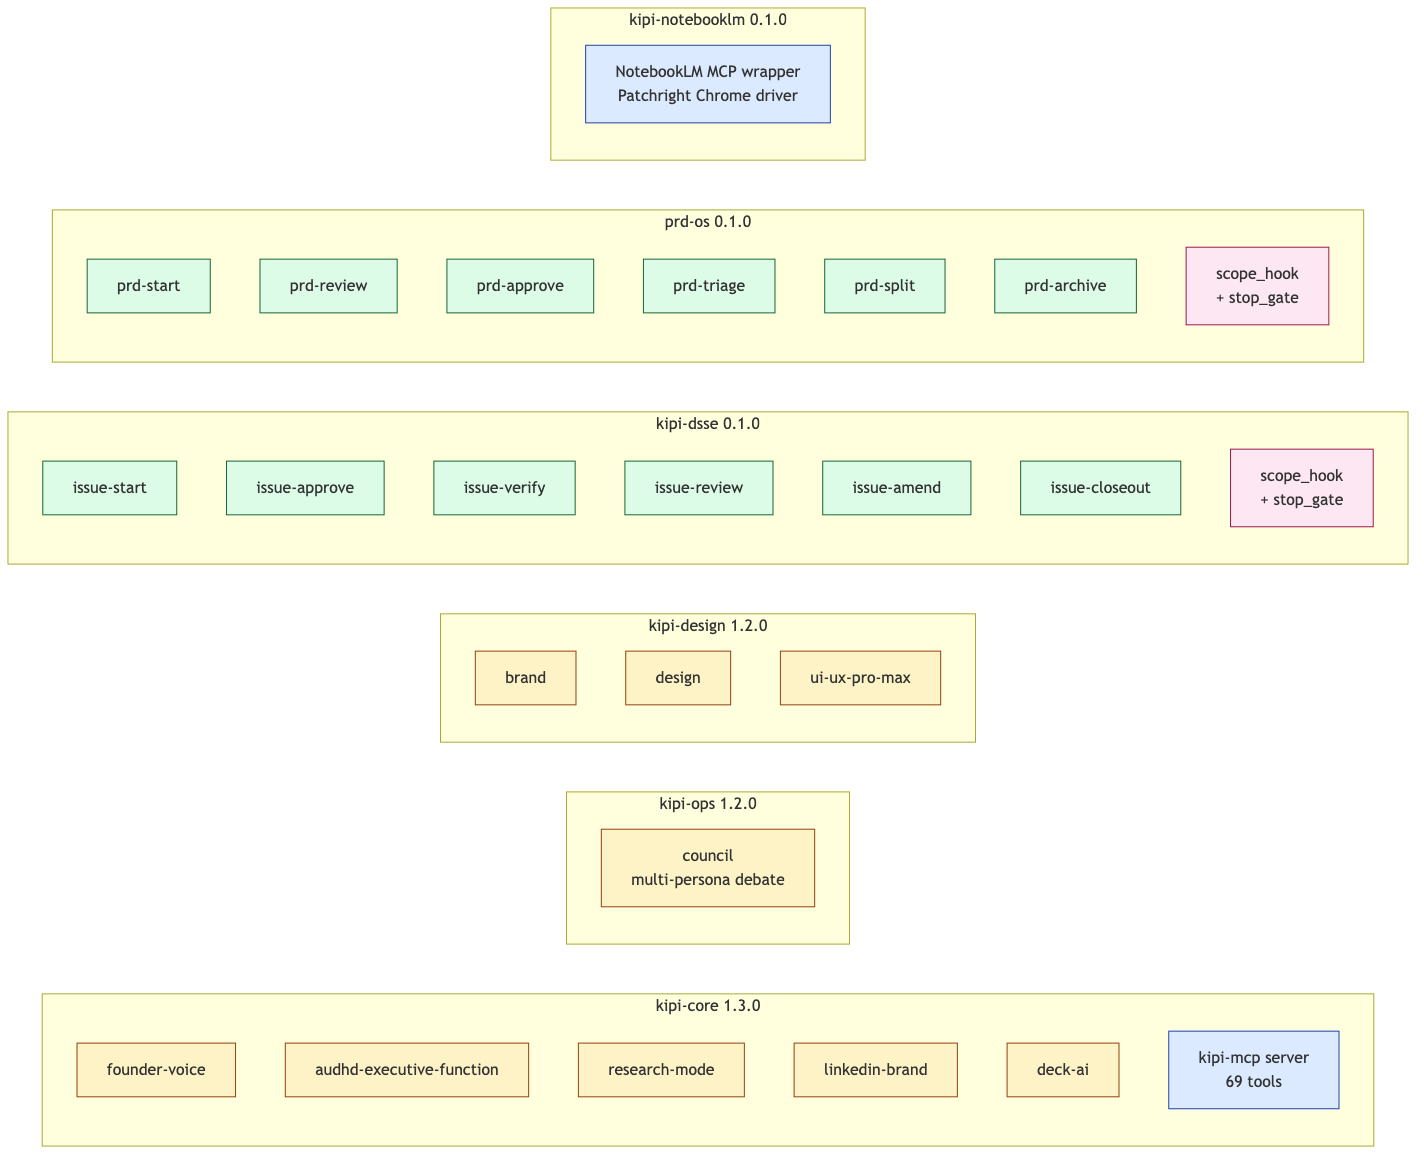 kipi-notebooklm 0.1.0
NotebookLM MCP wrapper
Patchright Chrome driver
prd-os 0.1.0
prd-start
prd-review
prd-approve
prd-triage
prd-split
prd-archive
scope_hook
+ stop_gate
kipi-dsse 0.1.0
issue-start
issue-approve
issue-verify
issue-review
issue-amend
issue-closeout
scope_hook
+ stop_gate
kipi-design 1.2.0
brand
design
ui-ux-pro-max
kipi-ops 1.2.0
council
multi-persona debate
kipi-core 1.3.0
founder-voice
audhd-executive-function
research-mode
linkedin-brand
deck-ai
kipi-mcp server
69 tools